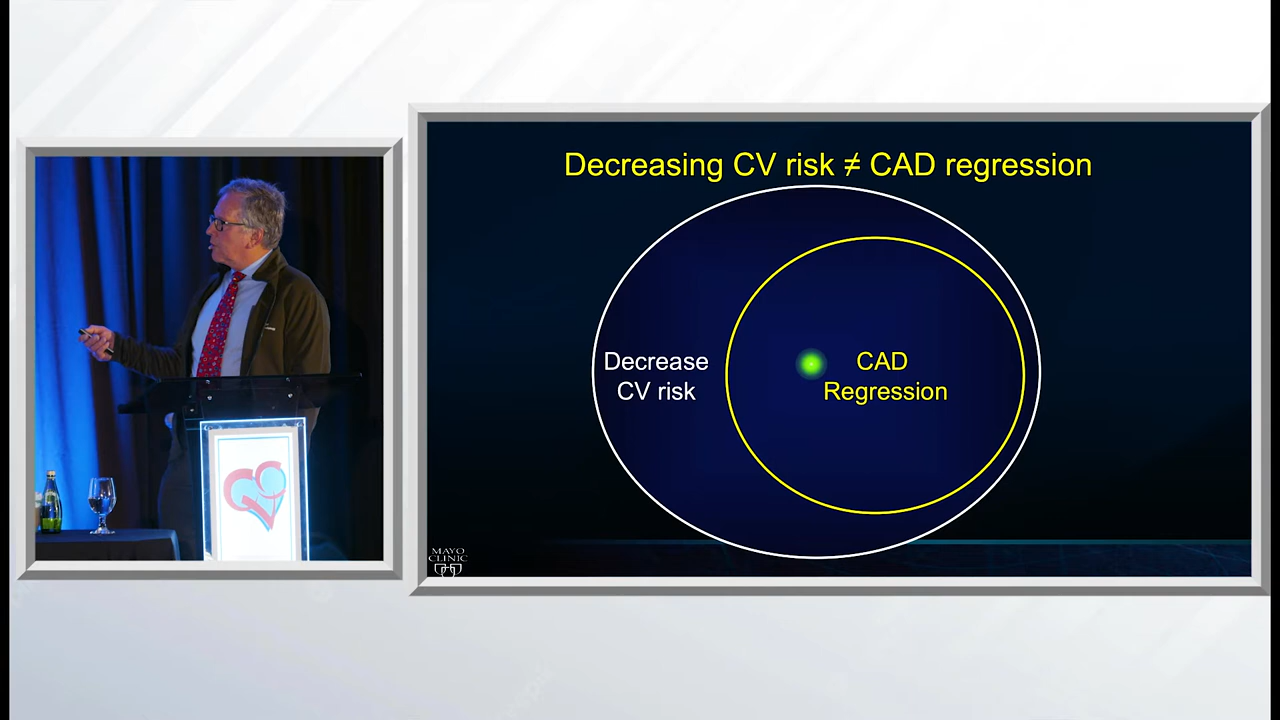 Decreasing CV risk ≠ CAD regression
Decrease
CV risk
CAD
Regression
MAYO
CLINIC